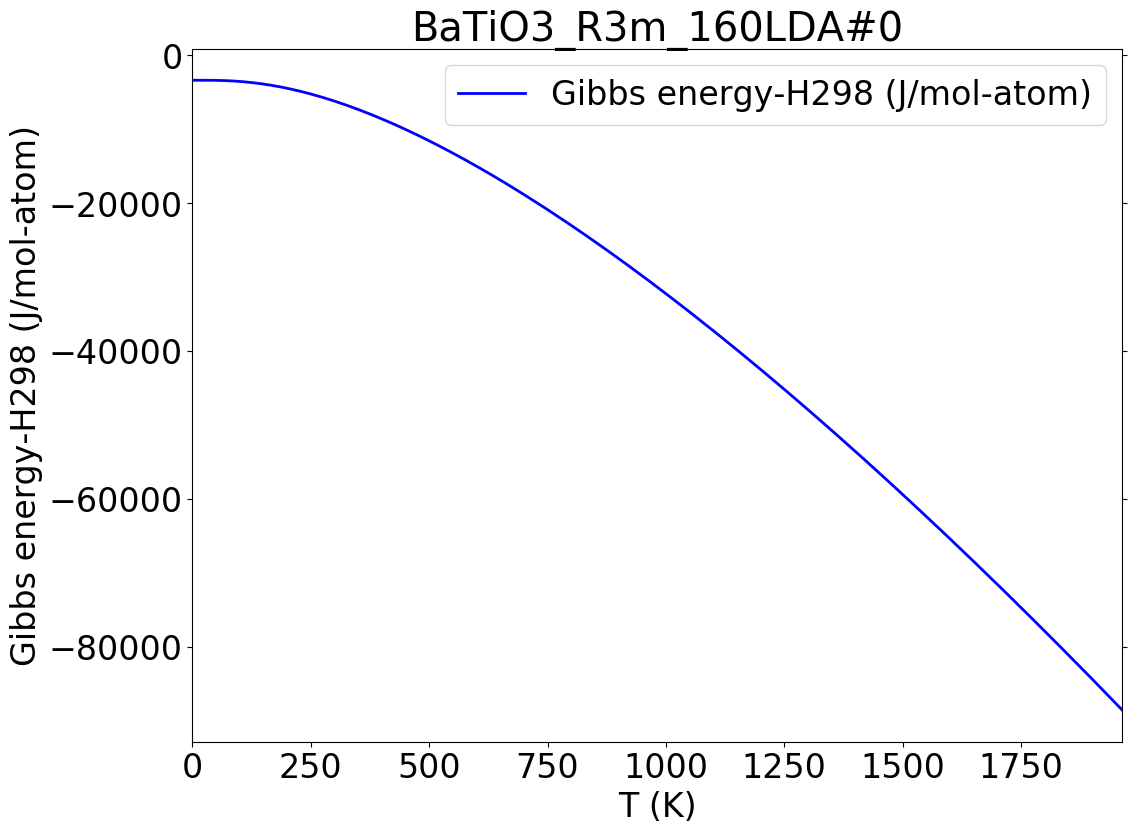 BaTiO3_R3m_160LDA#0
Gibbs energy-H298 (J/mol-atom)
Gibbs energy-H298 (J/mol-atom)
0
−20000
−40000
−60000
−80000
0 250 500 750 1000 1250 1500 1750
T (K)